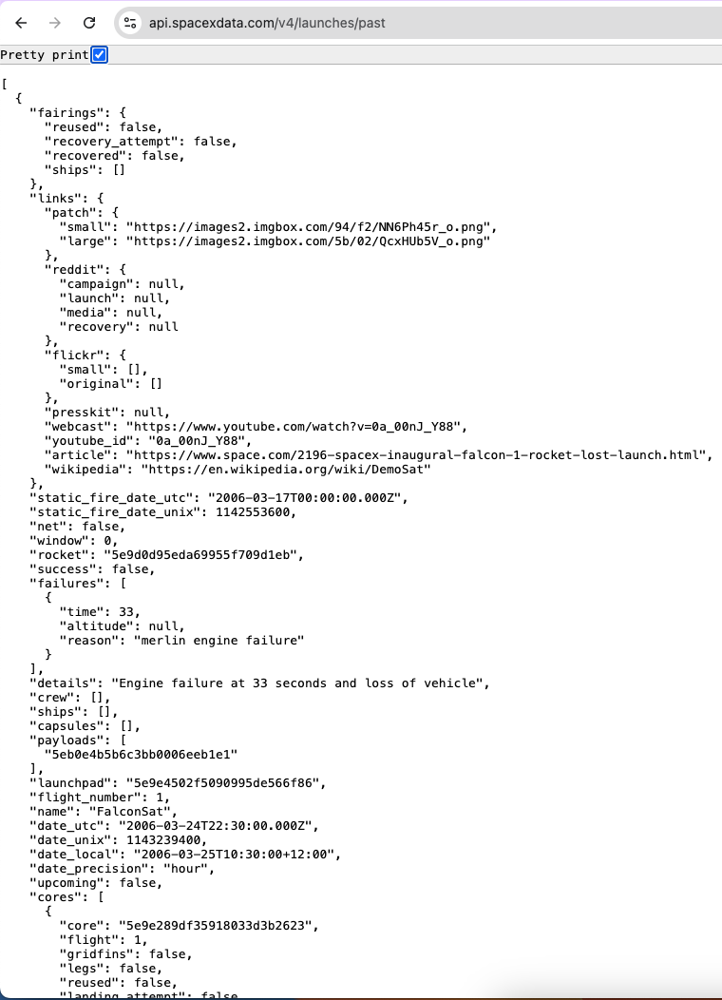 api.spacexdata.com/v4/launches/past
Pretty print
[
  {
    "fairings": {
      "reused": false,
      "recovery_attempt": false,
      "recovered": false,
      "ships": []
    },
    "links": {
      "patch": {
        "small": "https://images2.imgbox.com/94/f2/NN6Ph45r_o.png",
        "large": "https://images2.imgbox.com/5b/02/QcxHUb5V_o.png"
      },
      "reddit": {
        "campaign": null,
        "launch": null,
        "media": null,
        "recovery": null
      },
      "flickr": {
        "small": [],
        "original": []
      },
      "presskit": null,
      "webcast": "https://www.youtube.com/watch?v=0a_00nJ_Y88",
      "youtube_id": "0a_00nJ_Y88",
      "article": "https://www.space.com/2196-spacex-inaugural-falcon-1-rocket-lost-launch.html",
      "wikipedia": "https://en.wikipedia.org/wiki/DemoSat"
    },
    "static_fire_date_utc": "2006-03-17T00:00:00.000Z",
    "static_fire_date_unix": 1142553600,
    "net": false,
    "window": 0,
    "rocket": "5e9d0d95eda69955f709d1eb",
    "success": false,
    "failures": [
      {
        "time": 33,
        "altitude": null,
        "reason": "merlin engine failure"
      }
    ],
    "details": "Engine failure at 33 seconds and loss of vehicle",
    "crew": [],
    "ships": [],
    "capsules": [],
    "payloads": [
      "5eb0e4b5b6c3bb0006eeb1e1"
    ],
    "launchpad": "5e9e4502f5090995de566f86",
    "flight_number": 1,
    "name": "FalconSat",
    "date_utc": "2006-03-24T22:30:00.000Z",
    "date_unix": 1143239400,
    "date_local": "2006-03-25T10:30:00+12:00",
    "date_precision": "hour",
    "upcoming": false,
    "cores": [
      {
        "core": "5e9e289df35918033d3b2623",
        "flight": 1,
        "gridfins": false,
        "legs": false,
        "reused": false,
        "landing_attempt": false